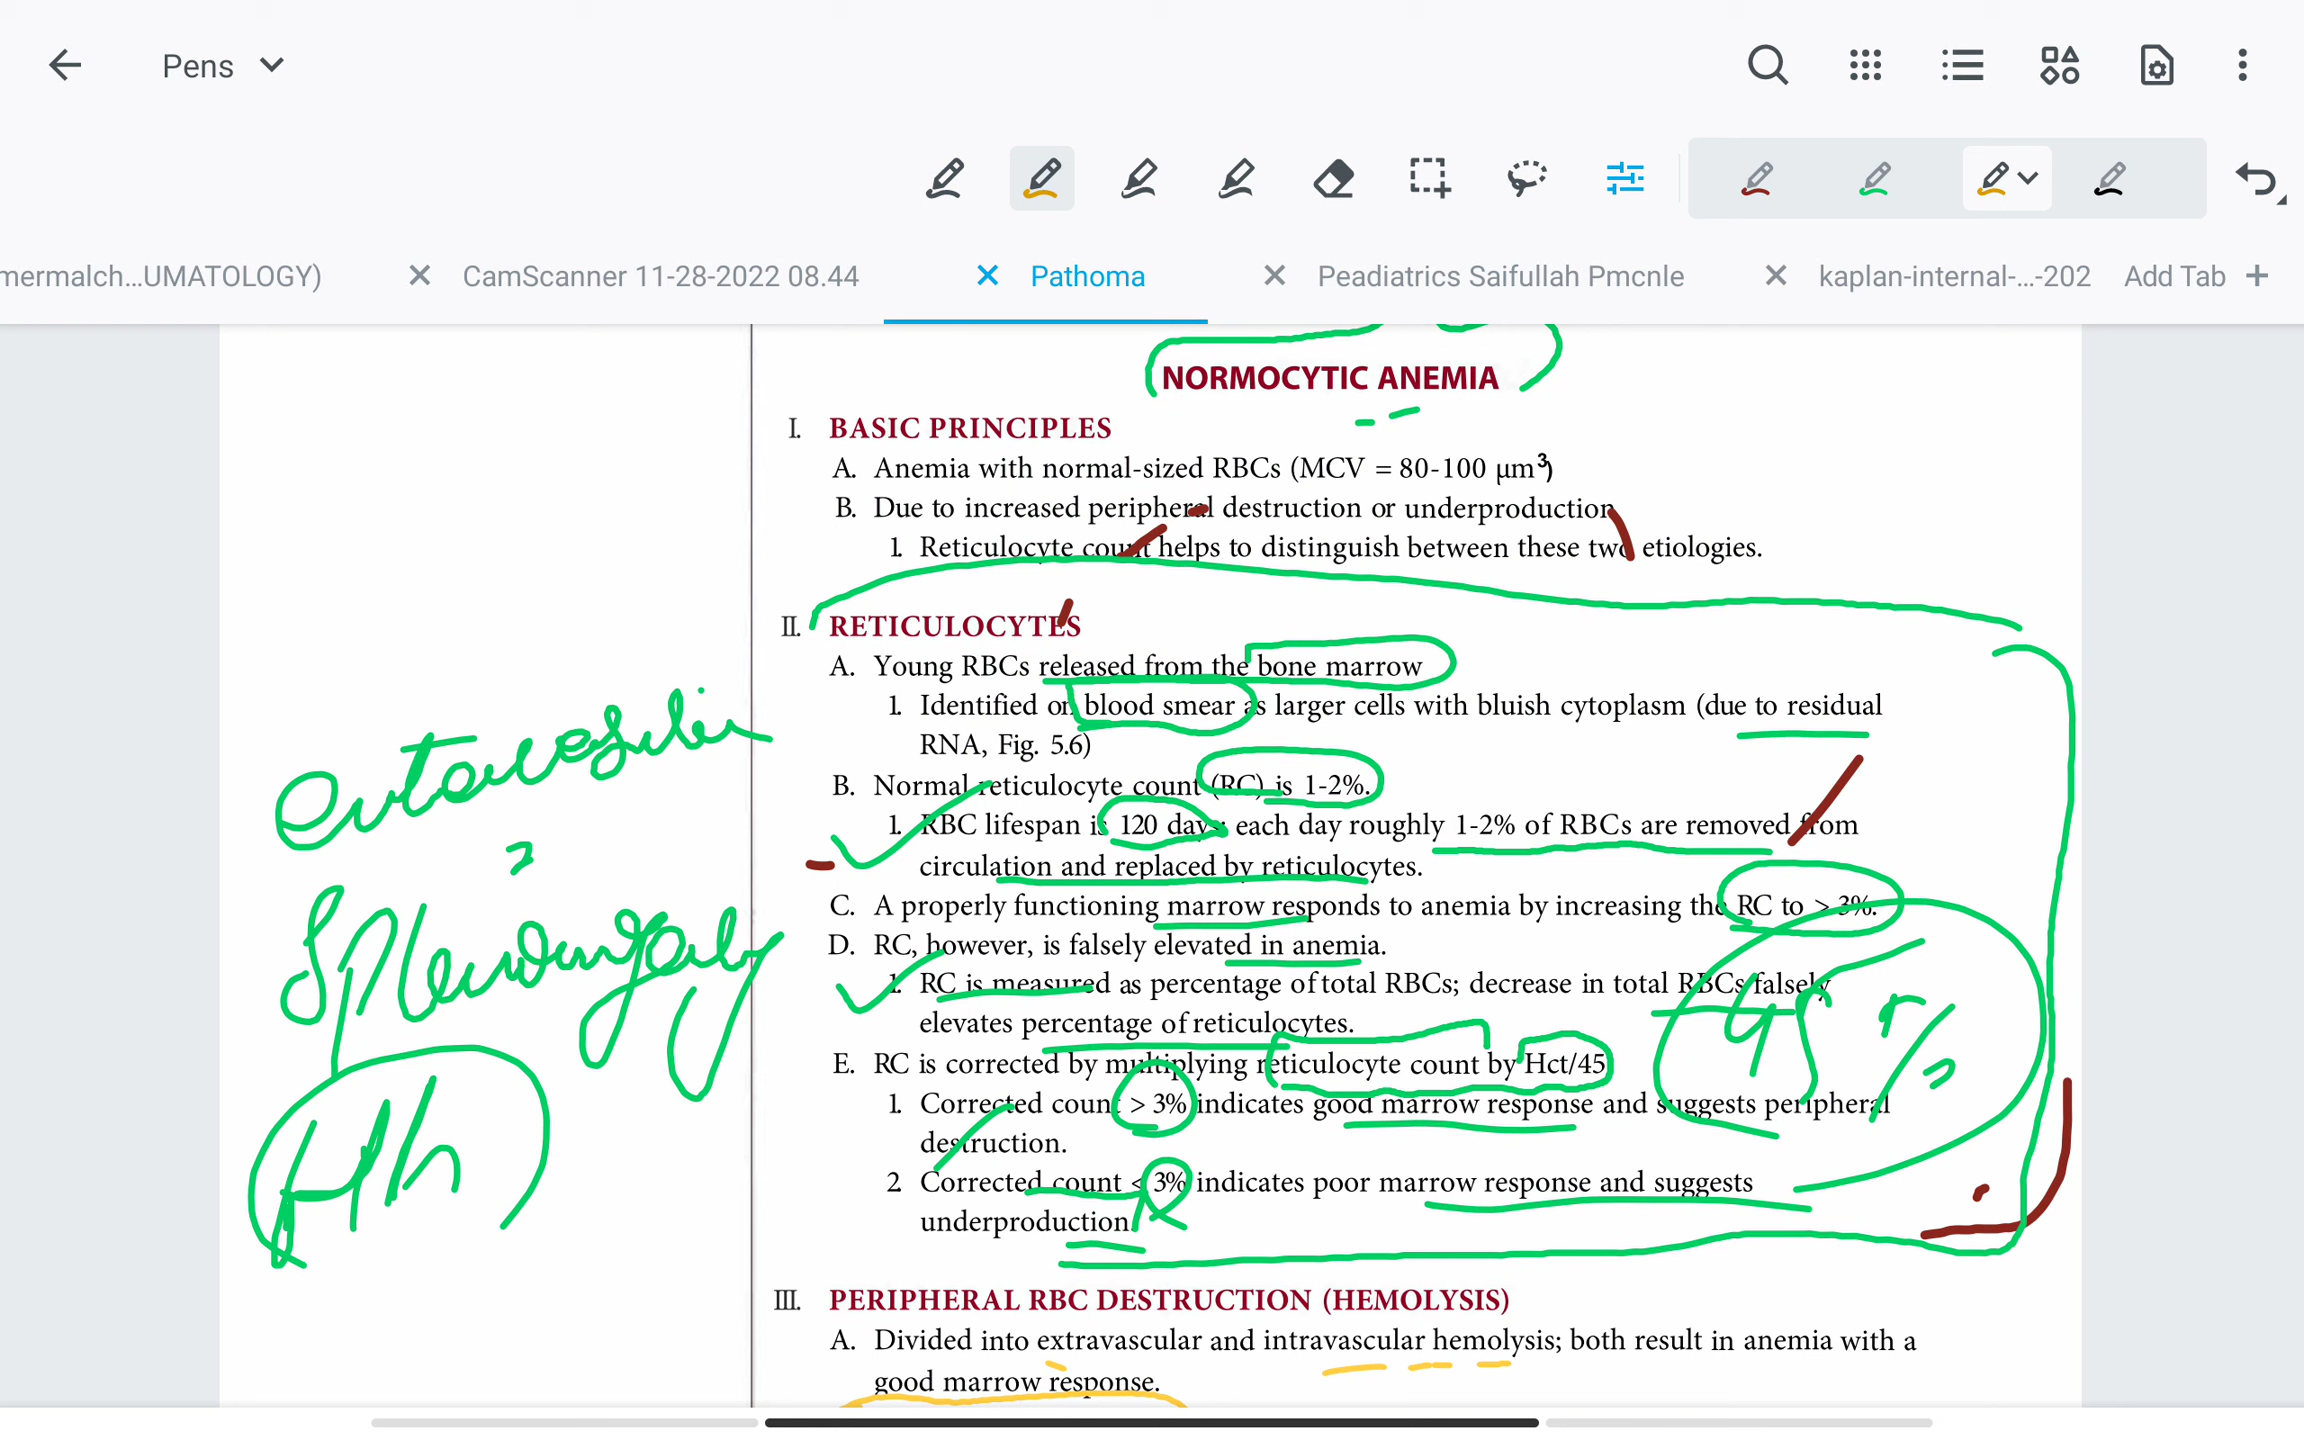 Pens
mermalch...UMATOLOGY)
CamScanner 11-28-2022 08.44
Pathoma
Peadiatrics Saifullah Pmcnle
kaplan-internal-...-202
Add Tab +
NORMOCYTIC ANEMIA
I. BASIC PRINCIPLES
A. Anemia with normal-sized RBCs (MCV = 80-100 μm³)
B. Due to increased peripheral destruction or underproduction
1. Reticulocyte count helps to distinguish between these two etiologies.
II. RETICULOCYTES
A. Young RBCs released from the bone marrow
1. Identified on blood smear as larger cells with bluish cytoplasm (due to residual
RNA, Fig. 5.6)
B. Normal reticulocyte count (RC) is 1-2%.
1. RBC lifespan is 120 days; each day roughly 1-2% of RBCs are removed from
circulation and replaced by reticulocytes.
C. A properly functioning marrow responds to anemia by increasing the RC to > 3%.
D. RC, however, is falsely elevated in anemia.
1. RC is measured as percentage of total RBCs; decrease in total RBCs falsely
elevates percentage of reticulocytes.
E. RC is corrected by multiplying reticulocyte count by Hct/45
1. Corrected count > 3% indicates good marrow response and suggests peripheral
destruction.
2. Corrected count < 3% indicates poor marrow response and suggests
underproduction.
III. PERIPHERAL RBC DESTRUCTION (HEMOLYSIS)
A. Divided into extravascular and intravascular hemolysis; both result in anemia with a
good marrow response.